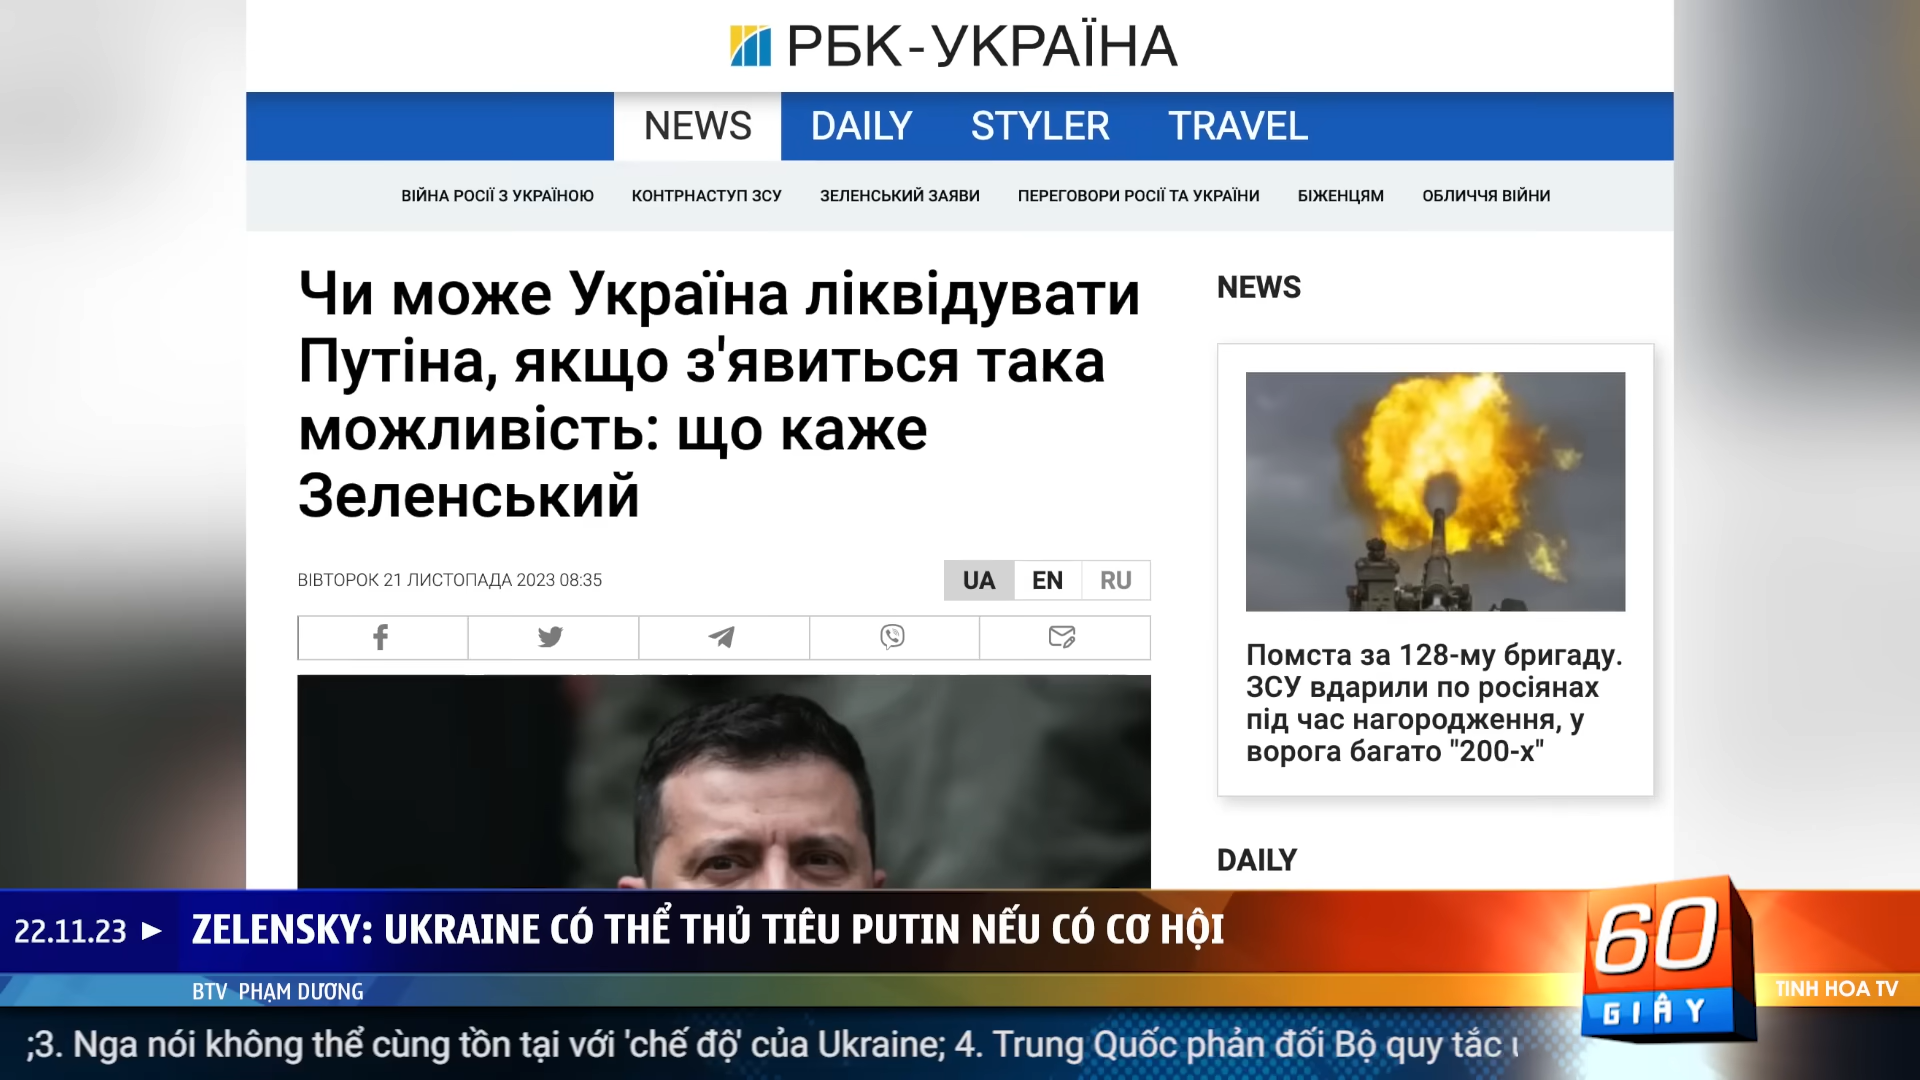 РБК-УКРАЇНА
NEWS DAILY STYLER TRAVEL
ВІЙНА РОСІЇ З УКРАЇНОЮ КОНТРНАСТУП ЗСУ ЗЕЛЕНСЬКИЙ ЗАЯВИ ПЕРЕГОВОРИ РОСІЇ ТА УКРАЇНИ БІЖЕНЦЯМ ОБЛИЧЧЯ ВІЙНИ
Чи може Україна ліквідувати
Путіна, якщо з'явиться така
можливість: що каже
Зеленський
ВІВТОРОК 21 ЛИСТОПАДА 2023 08:35
UA EN RU
NEWS
Помста за 128-му бригаду.
ЗСУ вдарили по росіянах
під час нагородження, у
ворога багато "200-х"
DAILY
22.11.23 ZELENSKY: UKRAINE CÓ THỂ THỦ TIÊU PUTIN NẾU CÓ CƠ HỘI
BTV PHẠM DƯƠNG
60
GIÂY
TINH HOA TV
;3. Nga nói không thể cùng tồn tại với 'chế độ' của Ukraine; 4. Trung Quốc phản đối Bộ quy tắc